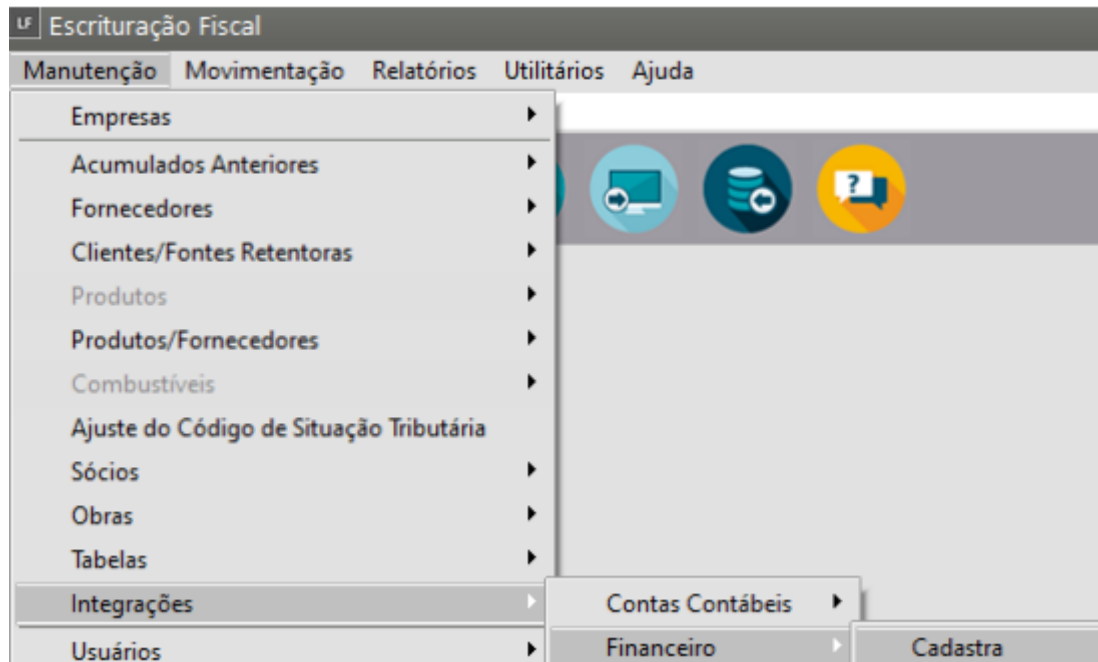 LF Escrituração Fiscal
Manutenção Movimentação Relatórios Utilitários Ajuda
Empresas
Acumulados Anteriores
Fornecedores
Clientes/Fontes Retentoras
Produtos
Produtos/Fornecedores
Combustíveis
Ajuste do Código de Situação Tributária
Sócios
Obras
Tabelas
Integrações Contas Contábeis
Usuários Financeiro Cadastra
?